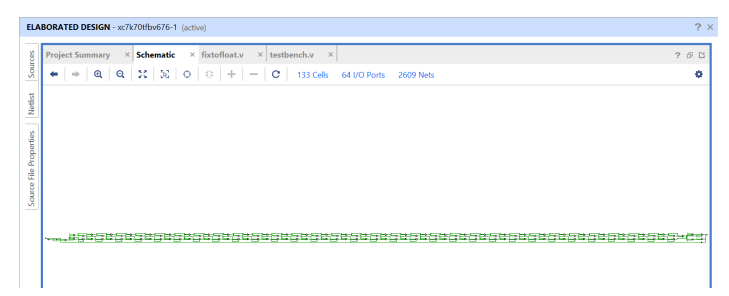 ELABORATED DESIGN - xc7k70tfbv676-1 (active)
Sources
Netlist
Source File Properties
Project Summary × Schematic × fixtofloat.v × testbench.v ×
133 Cells 64 I/O Ports 2609 Nets